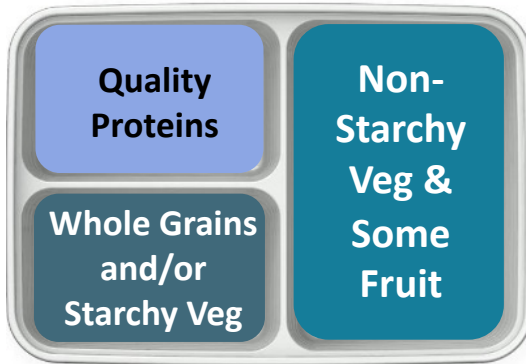 Quality
Proteins
Whole Grains
and/or
Starchy Veg
Non-
Starchy
Veg &
Some
Fruit